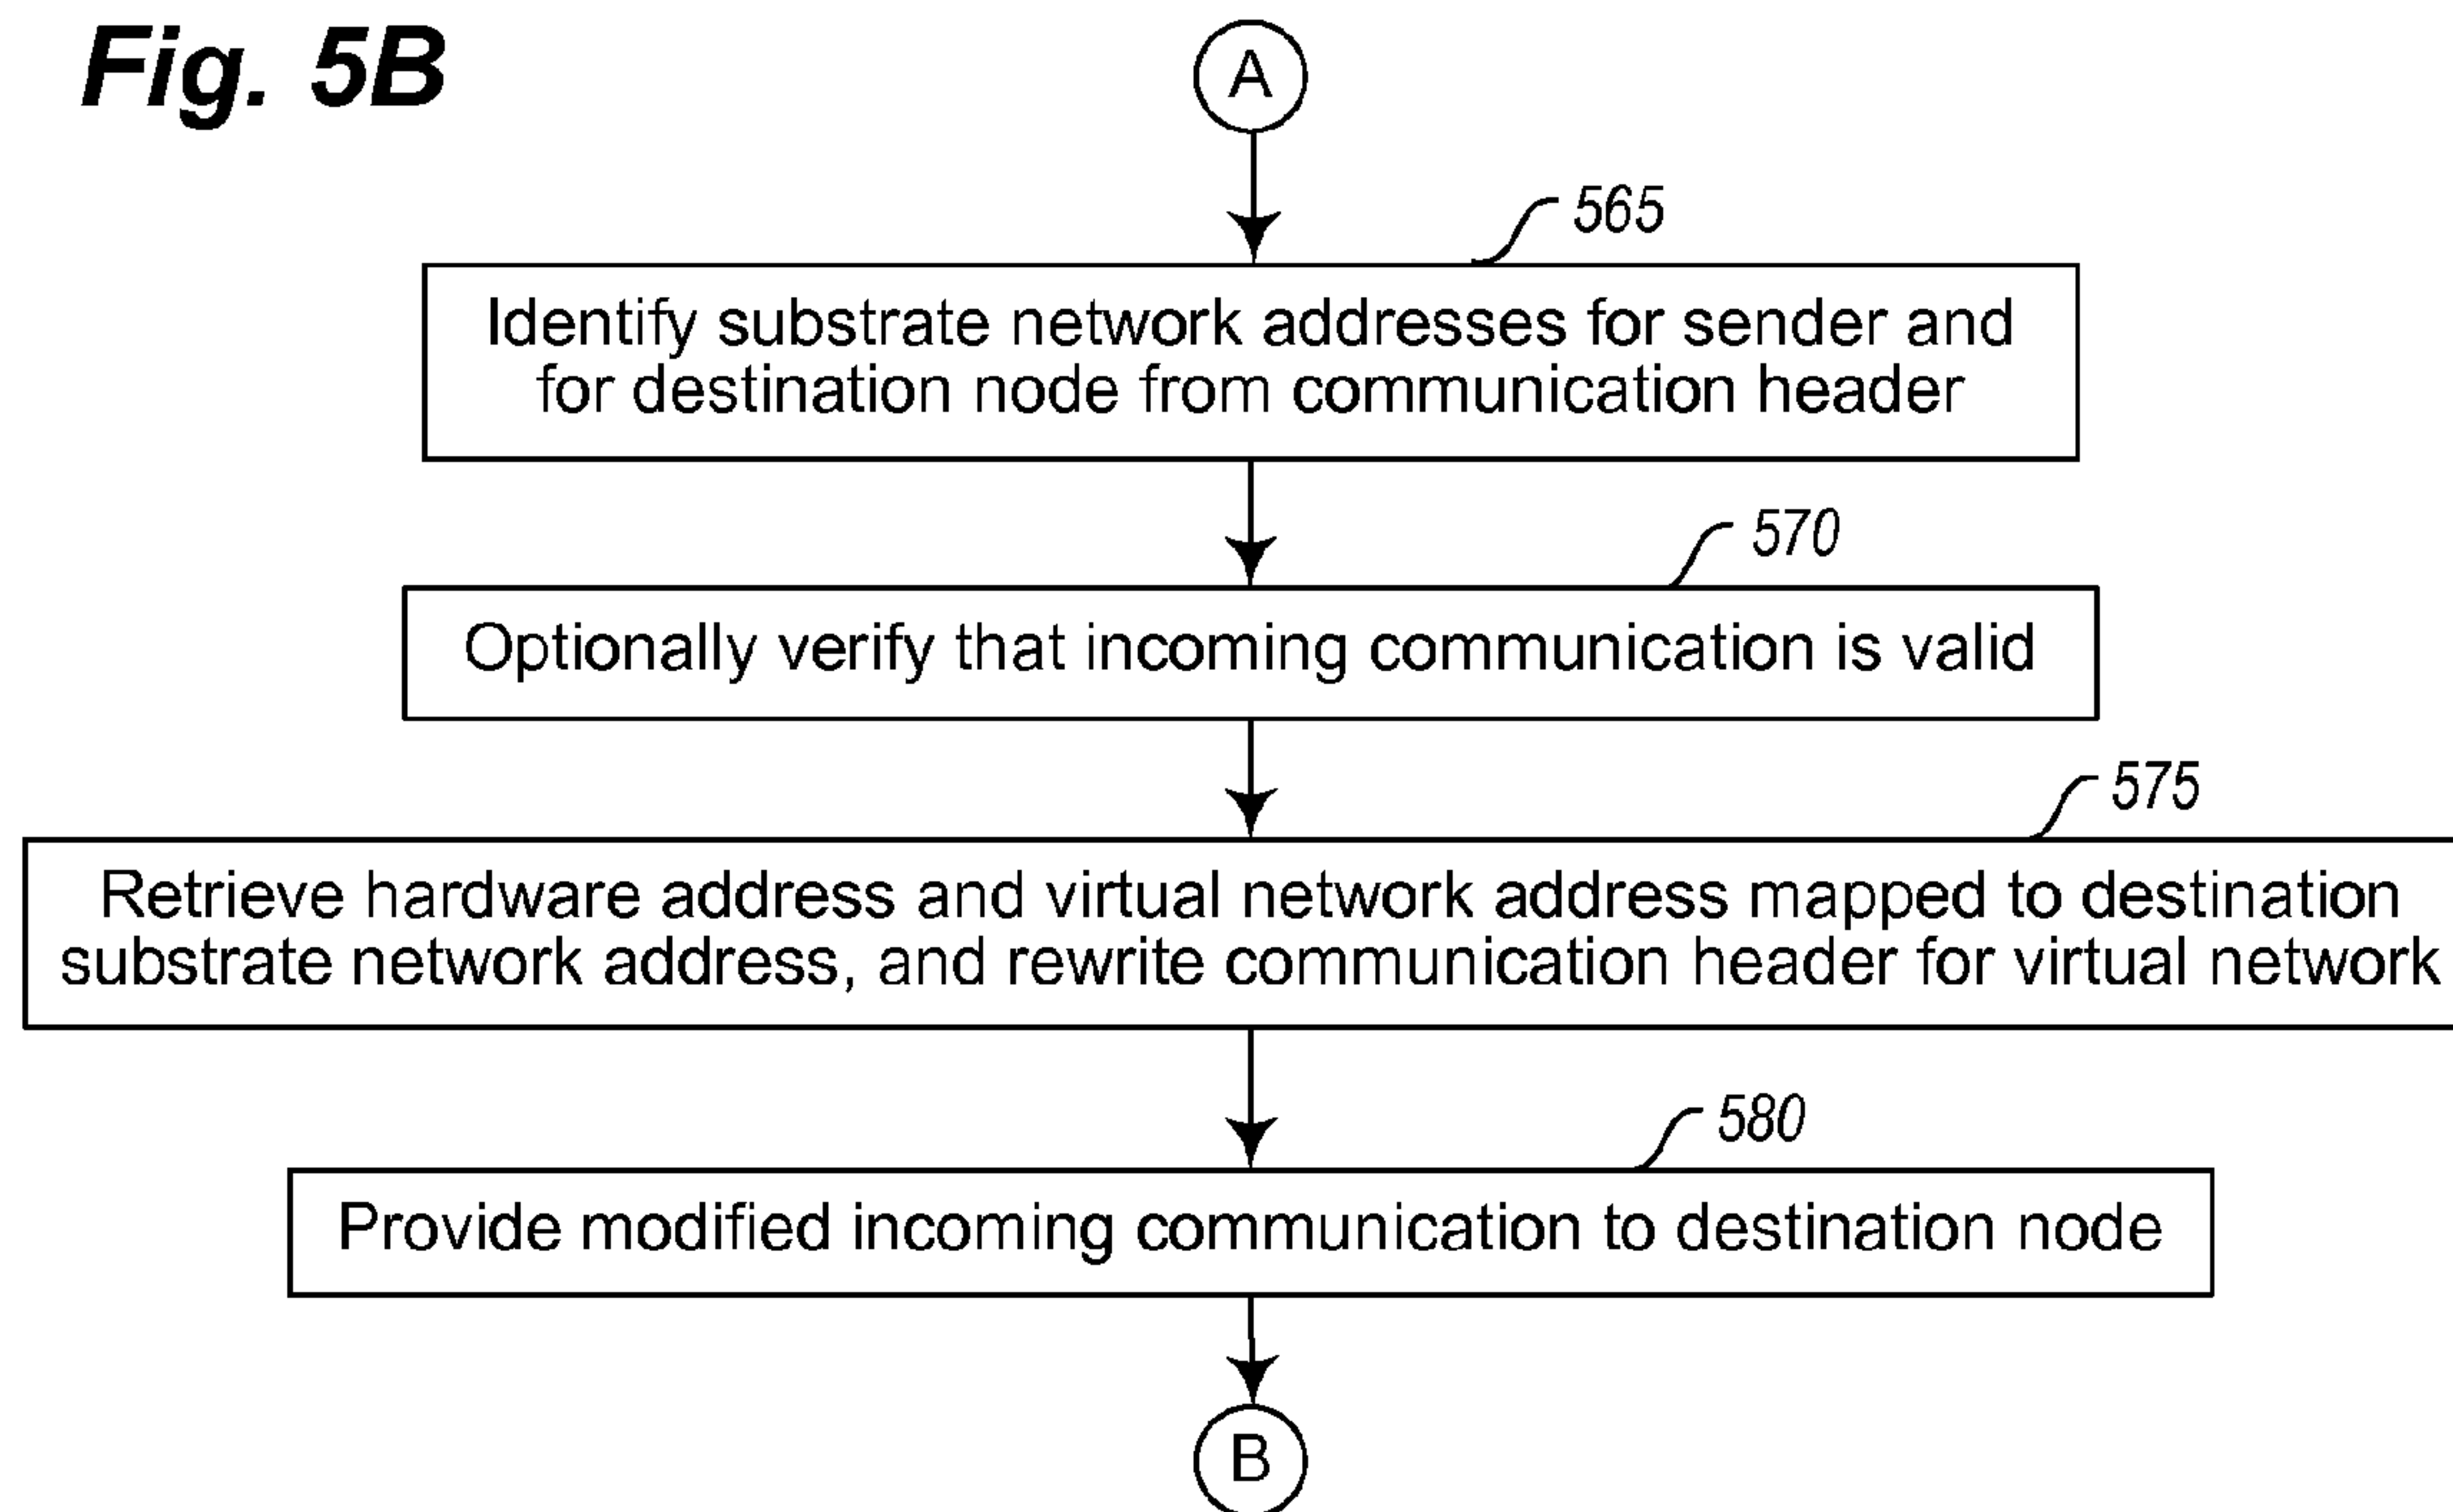 Fig. 5B
A
565
Identify substrate network addresses for sender and
for destination node from communication header
570
Optionally verify that incoming communication is valid
575
Retrieve hardware address and virtual network address mapped to destination
substrate network address, and rewrite communication header for virtual network
580
Provide modified incoming communication to destination node
B